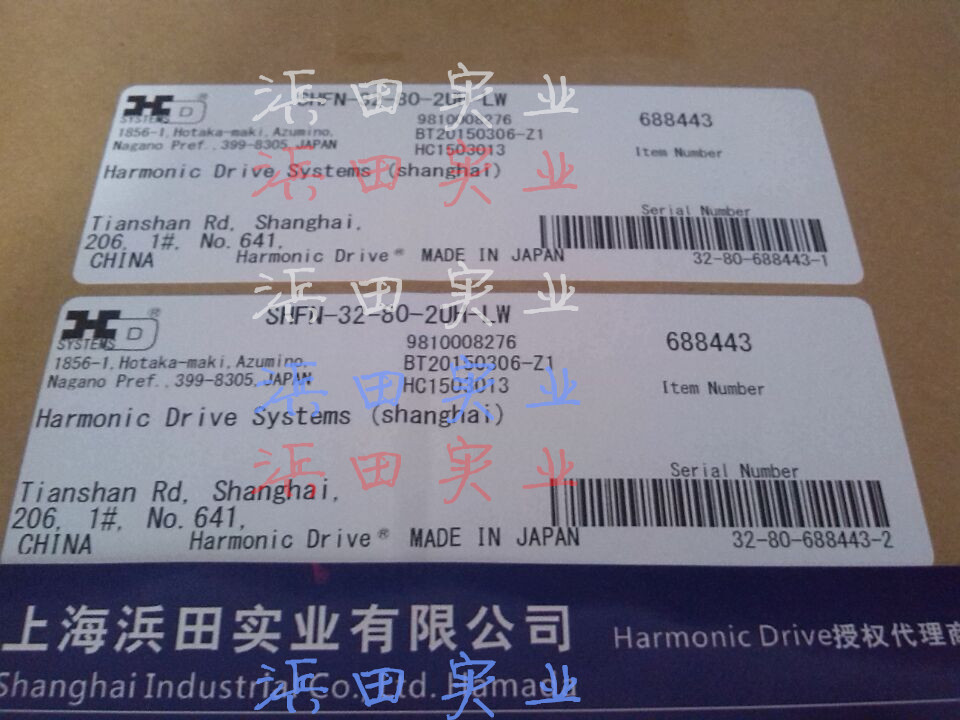 浜田实业
SHFN-32-80-2UH-LW
HD
SYSTEMS
®
9810008276
688443
1856-1, Hotaka-maki, Azumino,
BT20150306-Z1
Nagano Pref., 399-8305, JAPAN
HC1503013
Item Number
浜田实业
Harmonic Drive Systems (shanghai)
Serial Number
Tianshan Rd, Shanghai,
206, 1#, No. 641,
CHINA
Harmonic Drive® MADE IN JAPAN
32-80-688443-1
浜田实业
SHFN-32-80-2UH-LW
HD
SYSTEMS
®
9810008276
688443
1856-1, Hotaka-maki, Azumino,
BT20150306-Z1
Nagano Pref., 399-8305, JAPAN
HC1503013
Item Number
浜田实业
Harmonic Drive Systems (shanghai)
浜田实业
Serial Number
Tianshan Rd, Shanghai,
206, 1#, No. 641,
CHINA
Harmonic Drive® MADE IN JAPAN
32-80-688443-2
上海浜田实业有限公司
Harmonic Drive授权代理商
Shanghai Industrial Co., Ltd. Hamada
浜田实业